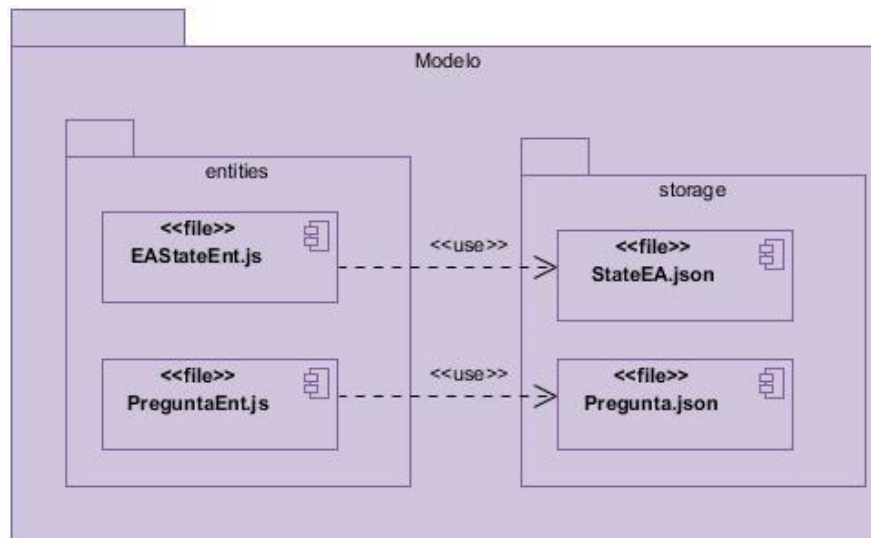 Modelo
entities
<<file>>
EAStateEnt.js
<<file>>
PreguntaEnt.js
<<use>>
<<use>>
storage
<<file>>
StateEA.json
<<file>>
Pregunta.json